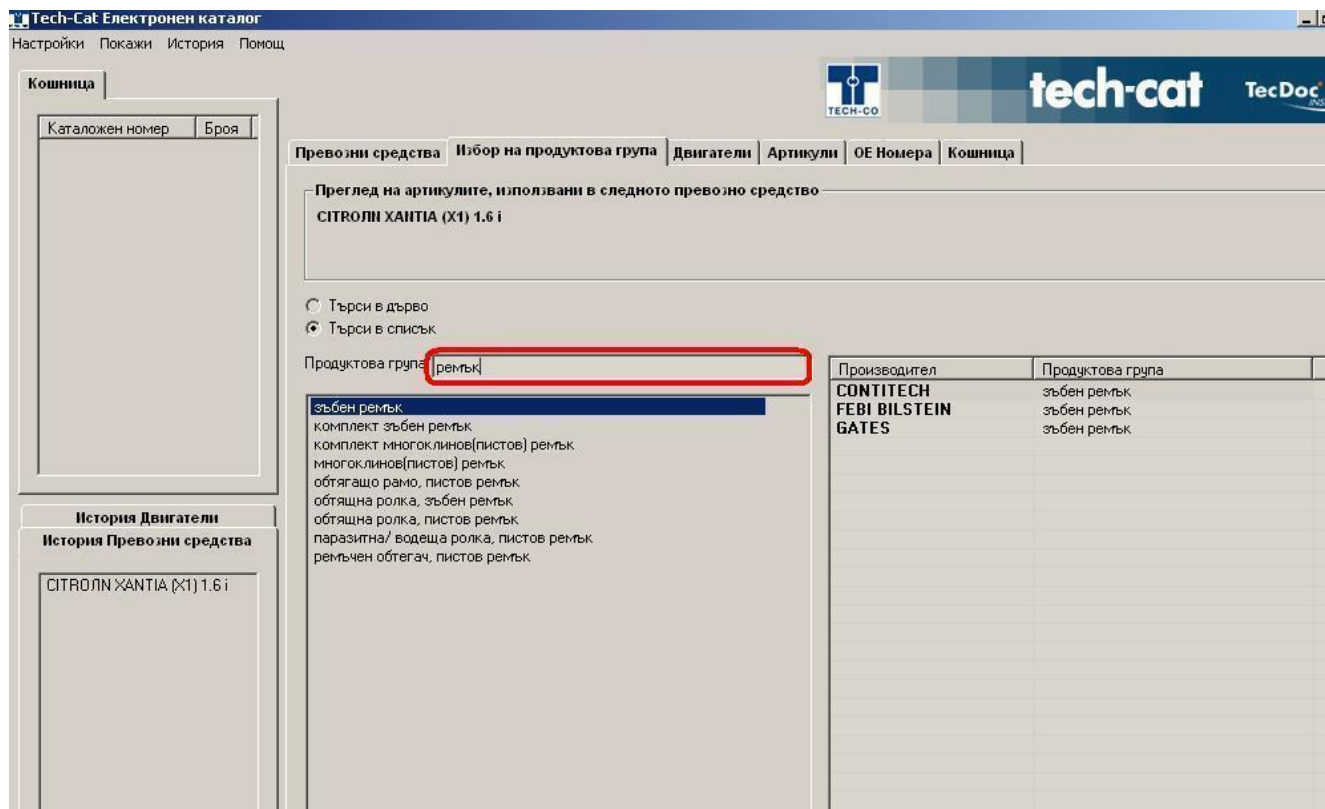 Tech-Cat Електронен каталог
Настройки Покажи История Помощ
Кошница
TECH-CO
tech-cat
TecDoc
Каталожен номер Броя
Превозни средства Избор на продуктова група Двигатели Артикули ОЕ Номера Кошница
Преглед на артикулите, използвани в следното превозно средство
CITROЛN XANTIA (X1) 1.6 i
Търси в дърво
Търси в списък
Продуктова група ремък
Производител Продуктова група
CONTITECH зъбен ремък
FEBI BILSTEIN зъбен ремък
GATES зъбен ремък
зъбен ремък
комплект зъбен ремък
комплект многоклинов(пистов) ремък
многоклинов(пистов) ремък
обтягащо рамо, пистов ремък
обтящна ролка, зъбен ремък
обтящна ролка, пистов ремък
паразитна/ водеща ролка, пистов ремък
ремъчен обтегач, пистов ремък
История Двигатели
История Превозни средства
CITROЛN XANTIA (X1) 1.6 i